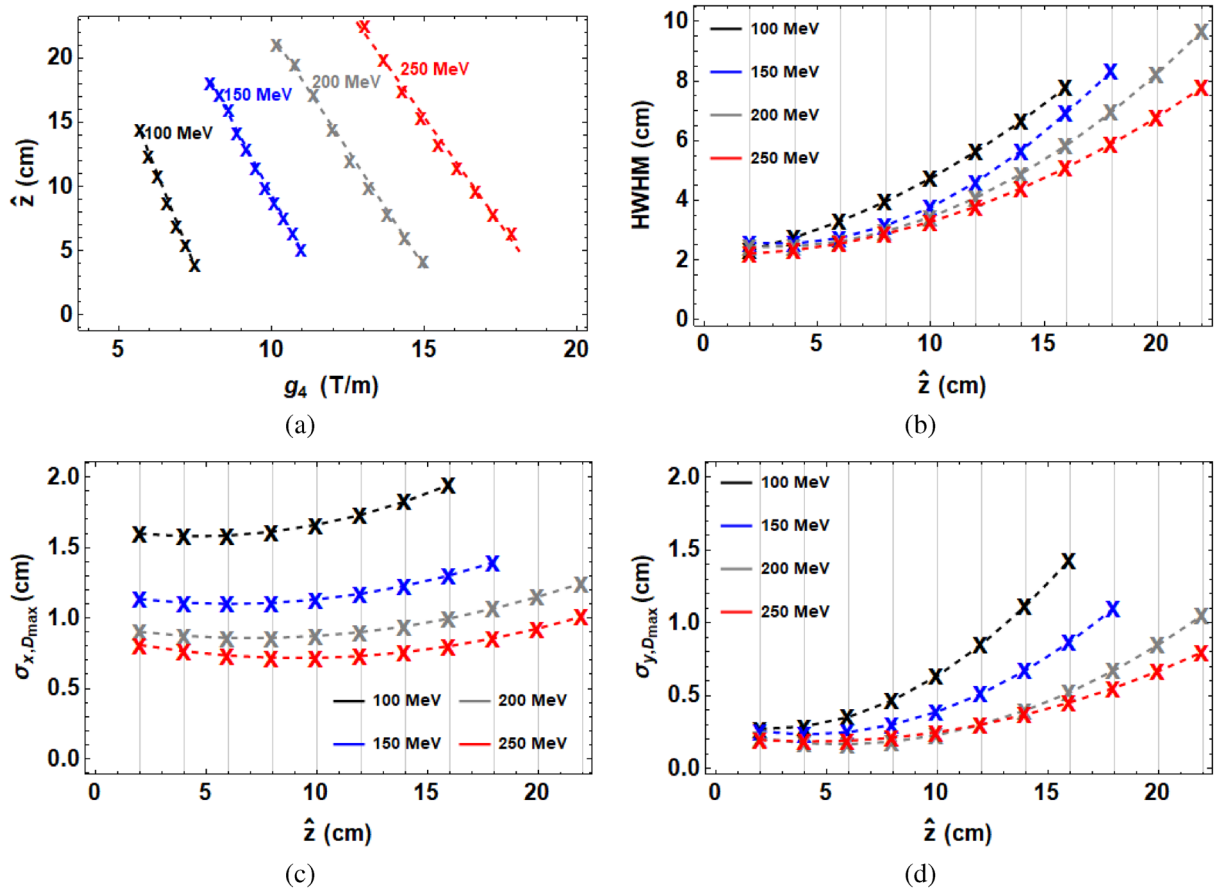 20
15
10
5
0
ẑ (cm)
100 MeV
150 MeV
200 MeV
250 MeV
5
10
15
20
g4 (T/m)
(a)
10
8
6
4
2
0
HWHM (cm)
100 MeV
150 MeV
200 MeV
250 MeV
0
5
10
15
20
ẑ (cm)
(b)
2.0
1.5
1.0
0.5
0.0
σx,Dmax (cm)
100 MeV
200 MeV
150 MeV
250 MeV
0
5
10
15
20
ẑ (cm)
(c)
2.0
1.5
1.0
0.5
0.0
σy,Dmax (cm)
100 MeV
150 MeV
200 MeV
250 MeV
0
5
10
15
20
ẑ (cm)
(d)